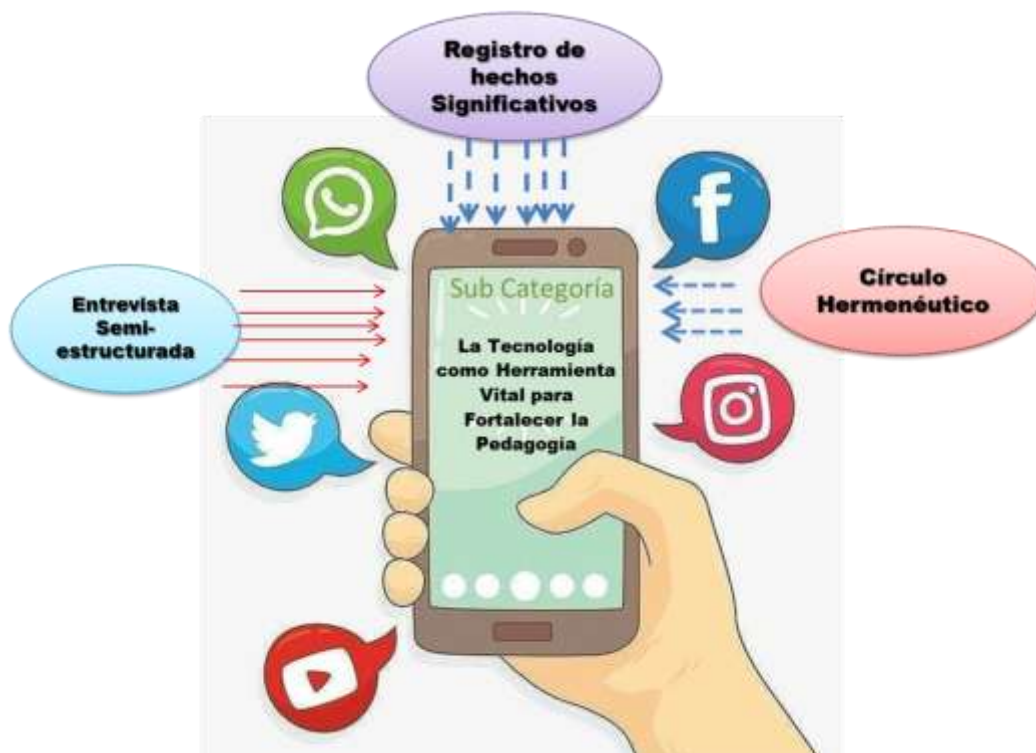 Registro de
hechos
Significativos
Entrevista
Semi-
estructurada
Círculo
Hermenéutico
Sub Categoría
La Tecnología
como Herramienta
Vital para
Fortalecer la
Pedagogía